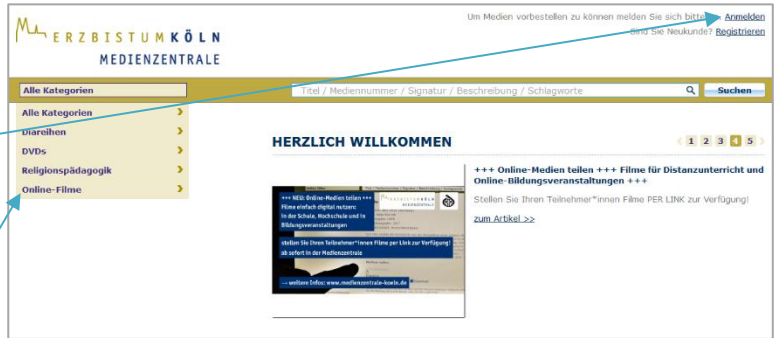 Um Medien vorbestellen zu können melden Sie sich bitte Anmelden
Sind Sie Neukunde? Registrieren
ERZBISTUM KÖLN
MEDIENZENTRALE
Alle Kategorien
Titel / Mediennummer / Signatur / Beschreibung / Schlagworte
Suchen
Alle Kategorien
Diareihen
DVDs
Religionspädagogik
Online-Filme
HERZLICH WILLKOMMEN
1 2 3 4 5
+++ NEU: Online-Medien teilen +++
Filme einfach digital nutzen:
in der Schule, Hochschule und in
Bildungsveranstaltungen
stellen Sie Ihren Teilnehmer*innen Filme per Link zur Verfügung!
ab sofort in der Medienzentrale
--> weitere Infos: www.medienzentrale-koeln.de
+++ Online-Medien teilen +++ Filme für Distanzunterricht und
Online-Bildungsveranstaltungen +++
Stellen Sie Ihren Teilnehmer*innen Filme PER LINK zur Verfügung!
zum Artikel >>